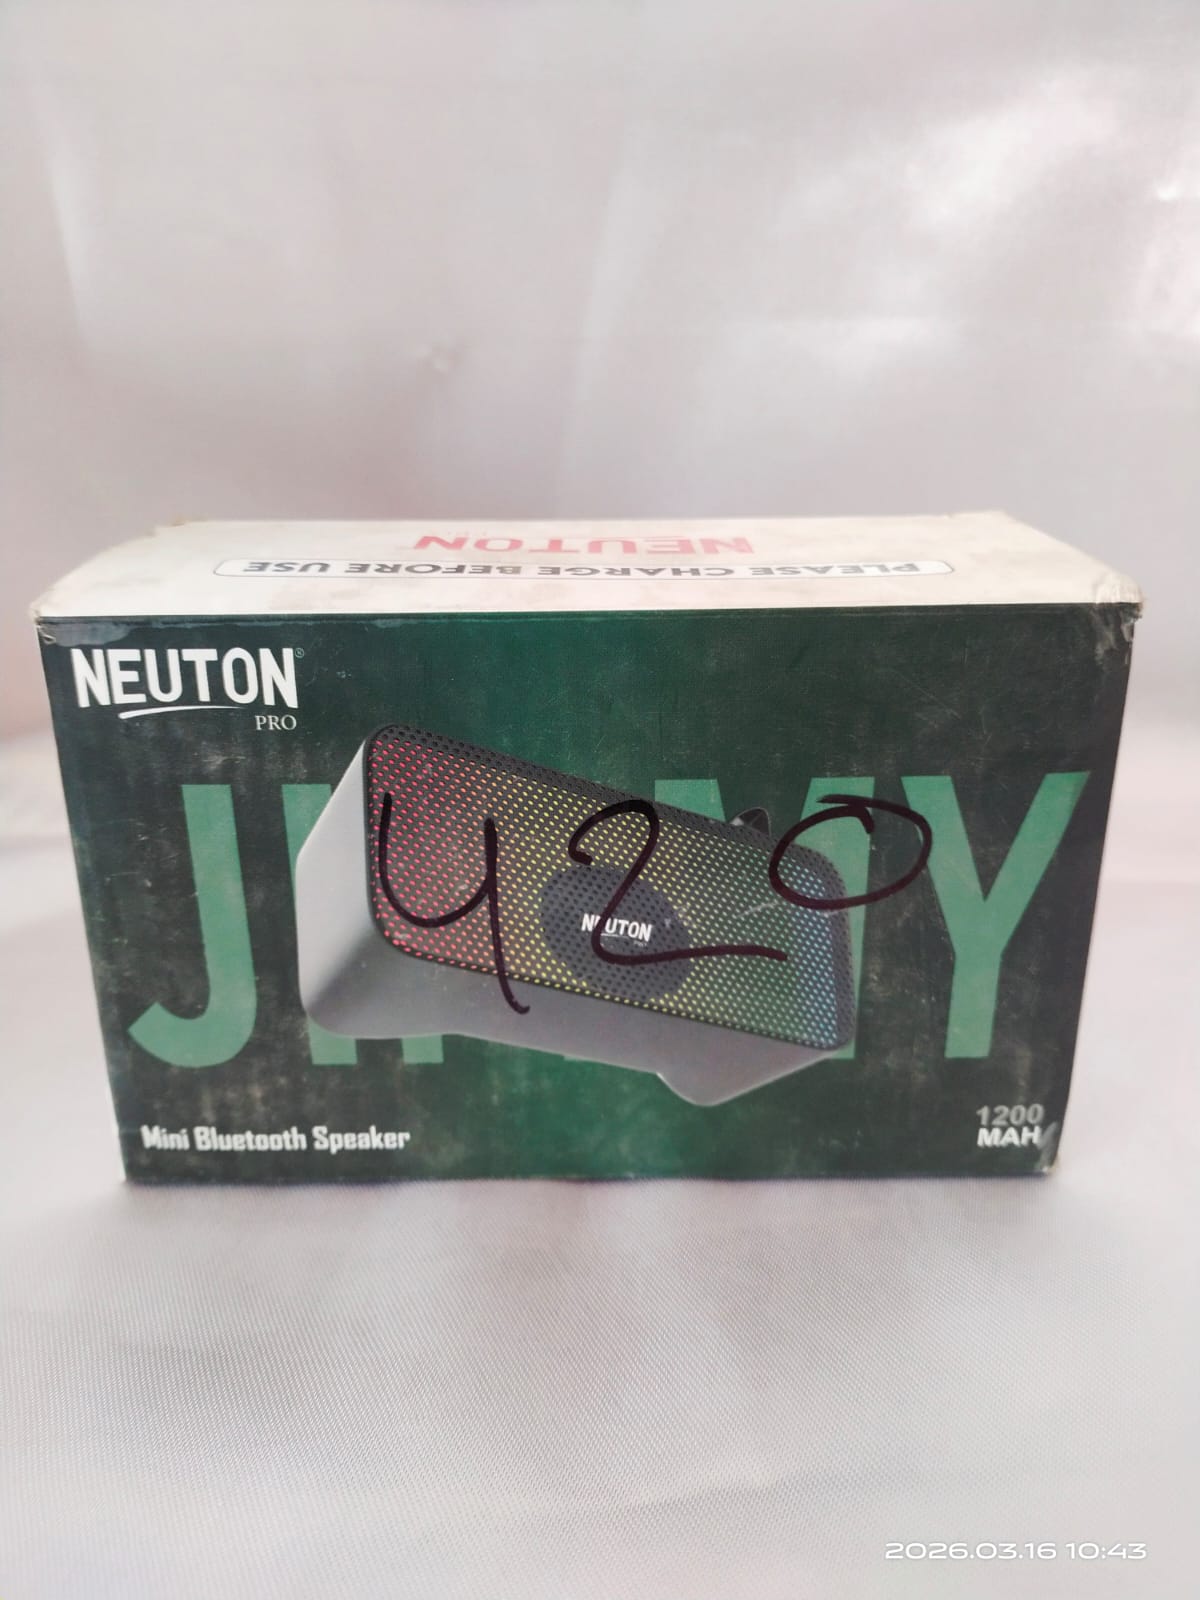 NEUTON
PLEASE CHARGE BEFORE USE
NEUTON®
PRO
JIMMY
420
NEUTON
Mini Bluetooth Speaker
1200
MAH
2026.03.16 10:43